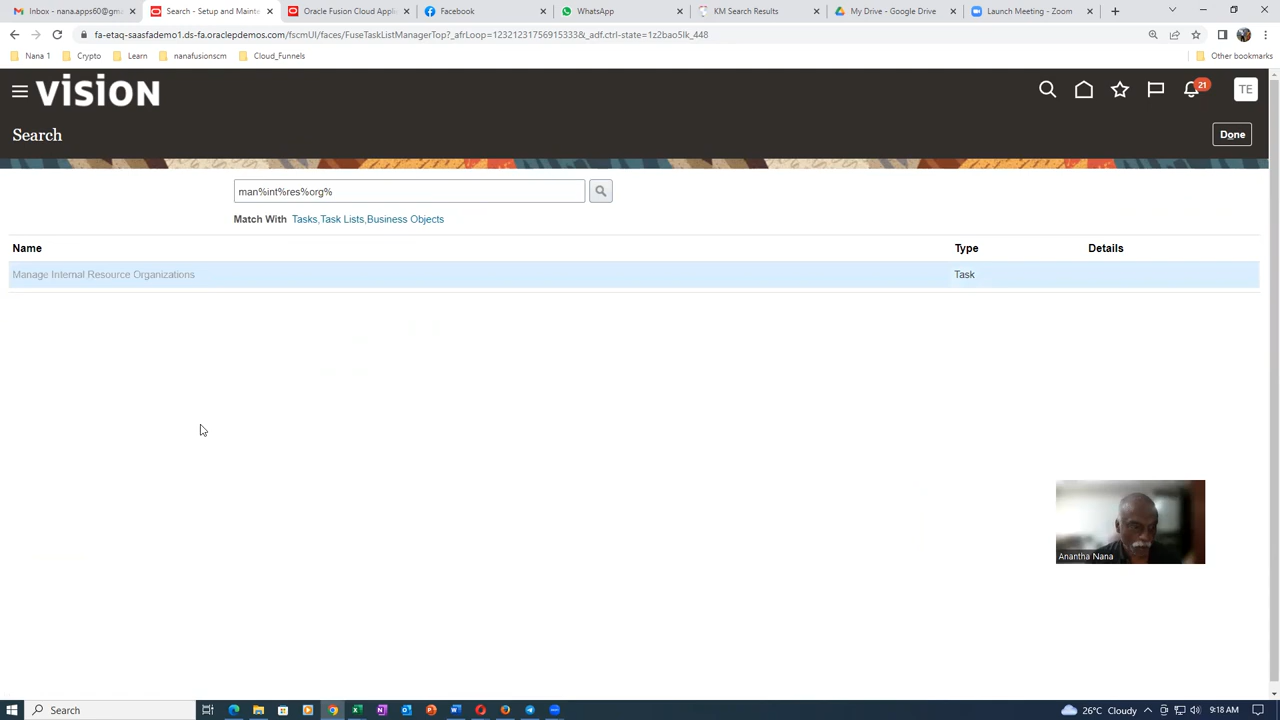 Inbox - nana.apps60@gma
Search - Setup and Mainte
Oracle Fusion Cloud Applic
Facebook
WhatsApp
KM Search Results
My Drive - Google Drive
Launch Meeting - Zoom
fa-etaq-saasfademo1.ds-fa.oraclepdemos.com/fscmUI/faces/FuseTaskListManagerTop?_afrLoop=12321231756915333&_adf.ctrl-state=1z2bao5lk_448
Nana 1
Crypto
Learn
nanafusionscm
Cloud_Funnels
Other bookmarks
VISION
21
TE
Search
Done
man%int%res%org%
Match With Tasks,Task Lists,Business Objects
Name Type Details
Manage Internal Resource Organizations Task
Anantha Nana
Search
26°C Cloudy
9:18 AM